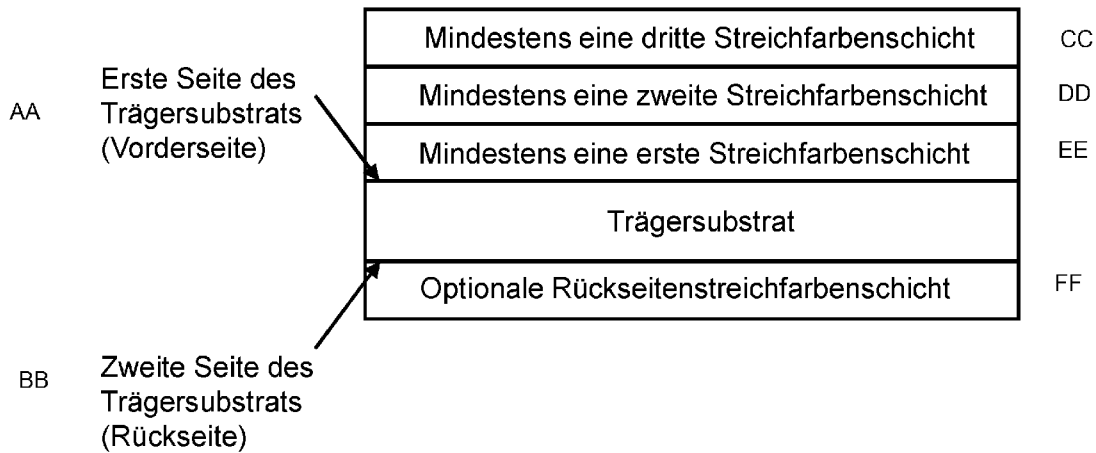 Mindestens eine dritte Streichfarbenschicht
CC
Erste Seite des
Trägersubstrats
(Vorderseite)
AA
Mindestens eine zweite Streichfarbenschicht
DD
Mindestens eine erste Streichfarbenschicht
EE
Trägersubstrat
Optionale Rückseitenstreichfarbenschicht
FF
BB
Zweite Seite des
Trägersubstrats
(Rückseite)